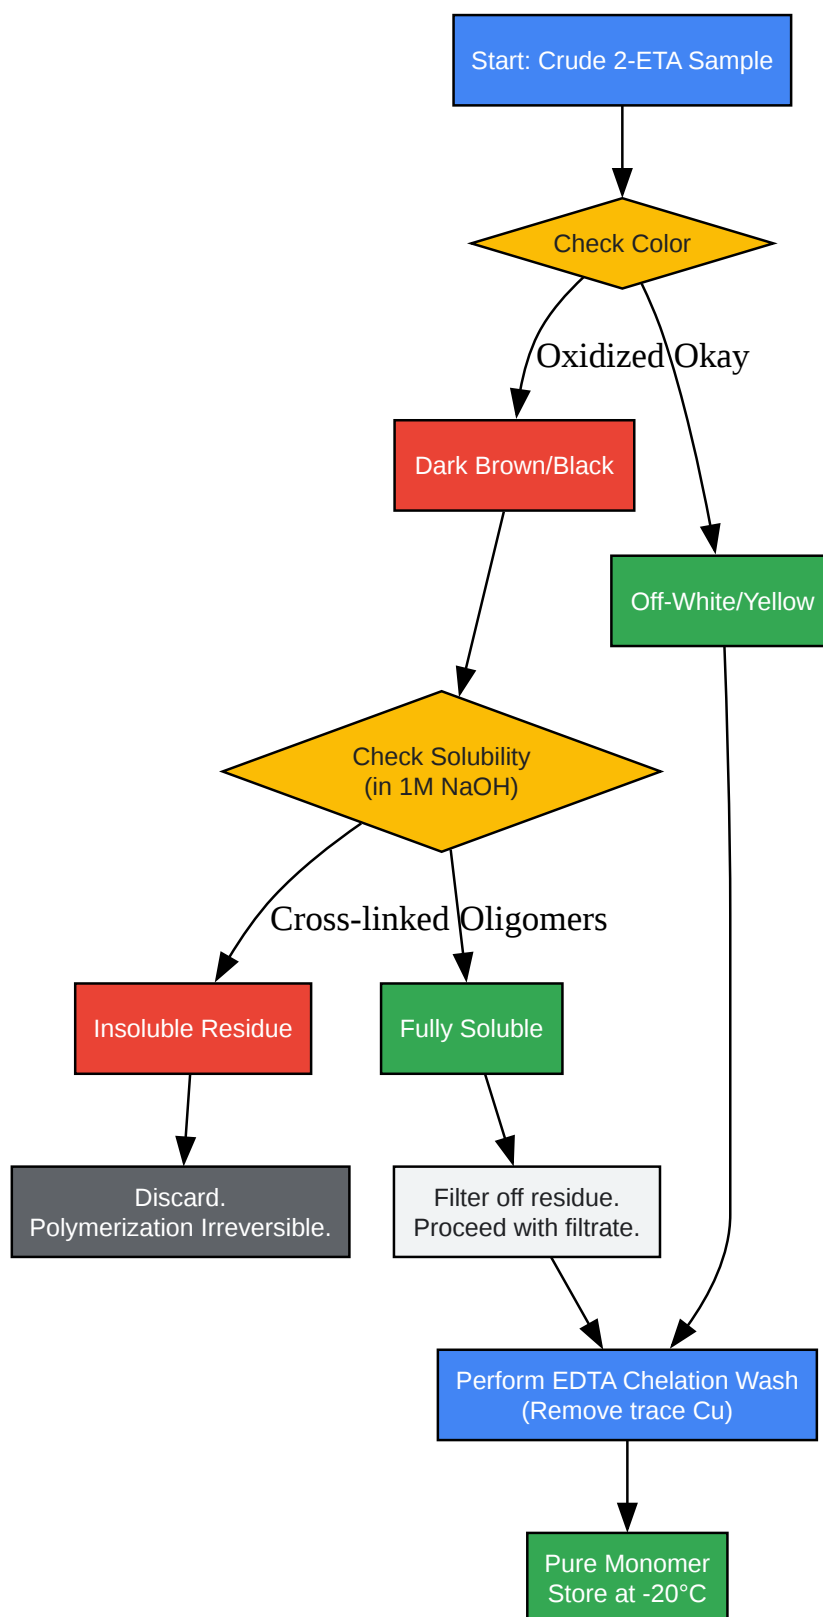 Start: Crude 2-ETA Sample
Check Color
Oxidized
Okay
Dark Brown/Black
Off-White/Yellow
Check Solubility
(in 1M NaOH)
Cross-linked
Oligomers
Insoluble Residue
Fully Soluble
Discard.
Polymerization Irreversible.
Filter off residue.
Proceed with filtrate.
Perform EDTA Chelation Wash
(Remove trace Cu)
Pure Monomer
Store at -20°C